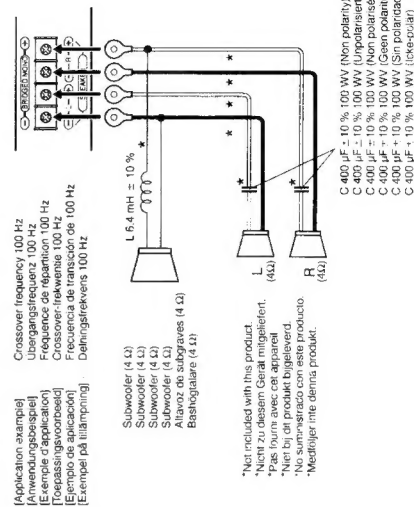 [Application example]
[Anwendungsbeispiel]
[Exemple d'application]
[Toepassingsvoorbeeld]
[Ejemplo de aplicación]
[Exempel på tillämpning]
Crossover frequency 100 Hz
Übergangsfrequenz 100 Hz
Fréquence de répartition 100 Hz
Crossover-frekwentie 100 Hz
Frecuencia de transición de 100 Hz
Delningsfrekvens 100 Hz
BRIDGED MONO
SPEAKER
L R
L 6.4 mH ± 10 %
Subwoofer (4 Ω)
Subwoofer (4 Ω)
Subwoofer (4 Ω)
Subwoofer (4 Ω)
Altavoz de subgraves (4 Ω)
Bashögtalare (4 Ω)
L
(4Ω)
R
(4Ω)
*Not included with this product.
*Nicht zu diesem Gerät mitgeliefert.
*Pas fourni avec cet appareil
*Niet bij dit produkt bijgeleverd.
*No suministrado con este producto.
*Medföljer inte denna produkt.
C 400 µF ± 10 % 100 WV (Non polarity)
C 400 µF ± 10 % 100 WV (Unpolarisiert
C 400 µF ± 10 % 100 WV (Non polarisé
C 400 µF ± 10 % 100 WV (Geen polarit
C 400 µF ± 10 % 100 WV (Sin polaridad
C 400 µF ± 10 % 100 WV (Icke-polär)